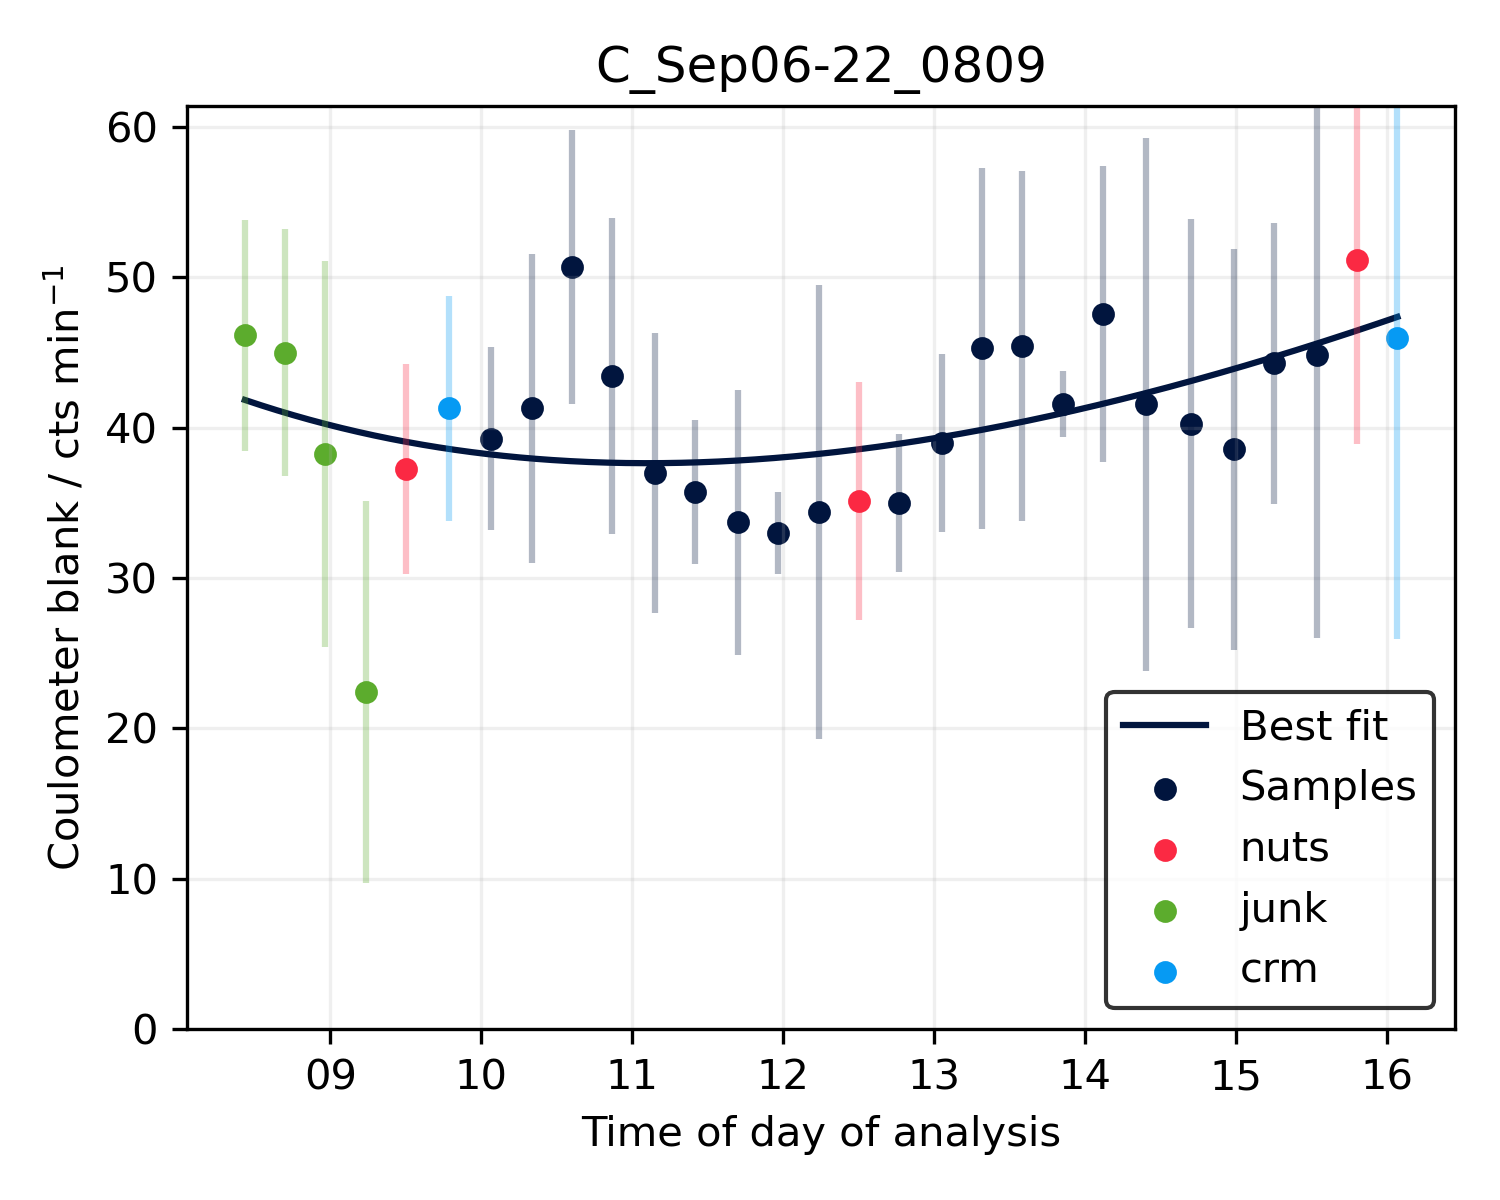 C_Sep06-22_0809
60
50
40
30
20
10
0
Coulometer blank / cts min⁻¹
09 10 11 12 13 14 15 16
Time of day of analysis
Best fit
Samples
nuts
junk
crm